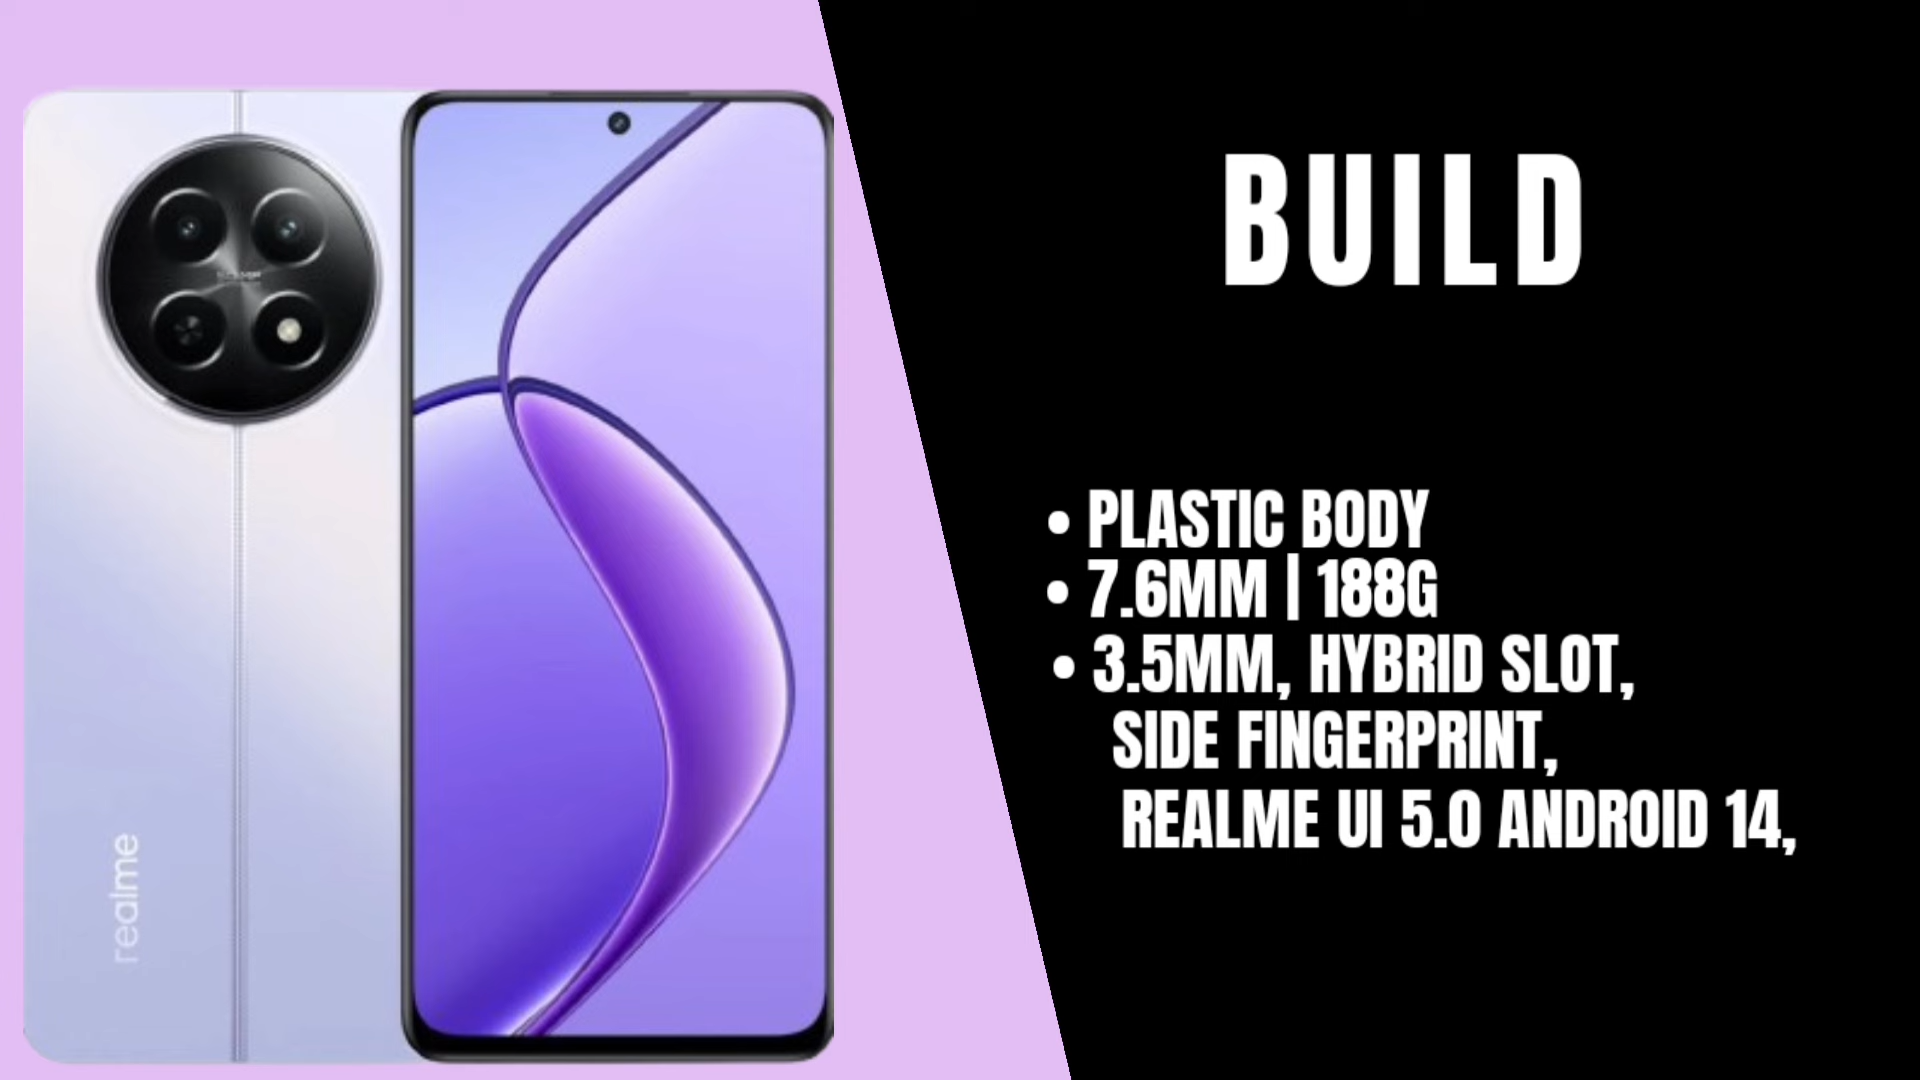 realme
BUILD
• PLASTIC BODY
• 7.6MM | 188G
• 3.5MM, HYBRID SLOT,
SIDE FINGERPRINT,
REALME UI 5.0 ANDROID 14,